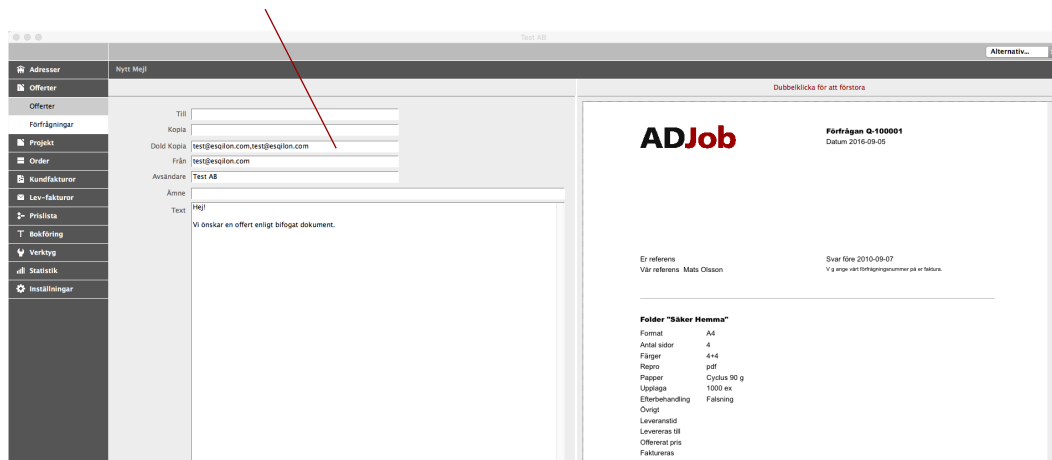 Test AB
Alternativ...
Adresser
Offerter
Offerter
Förfrågningar
Projekt
Order
Kundfakturor
Lev-fakturor
Prislista
Bokföring
Verktyg
Statistik
Inställningar
Nytt Mejl
Till
Kopia
Dold Kopia test@esqilon.com,test@esqilon.com
Från test@esqilon.com
Avsändare Test AB
Ämne
Text Hej!
Vi önskar en offert enligt bifogat dokument.
Dubbelklicka för att förstora
ADJob
Förfrågan Q-100001
Datum 2016-09-05
Er referens
Svar före 2010-09-07
Vår referens Mats Olsson
V g ange vårt förfrågningsnummer på er faktura.
Folder "Säker Hemma"
Format A4
Antal sidor 4
Färger 4+4
Repro pdf
Papper Cyclus 90 g
Upplaga 1000 ex
Efterbehandling Falsning
Övrigt
Leveranstid
Levereras till
Offererat pris
Faktureras